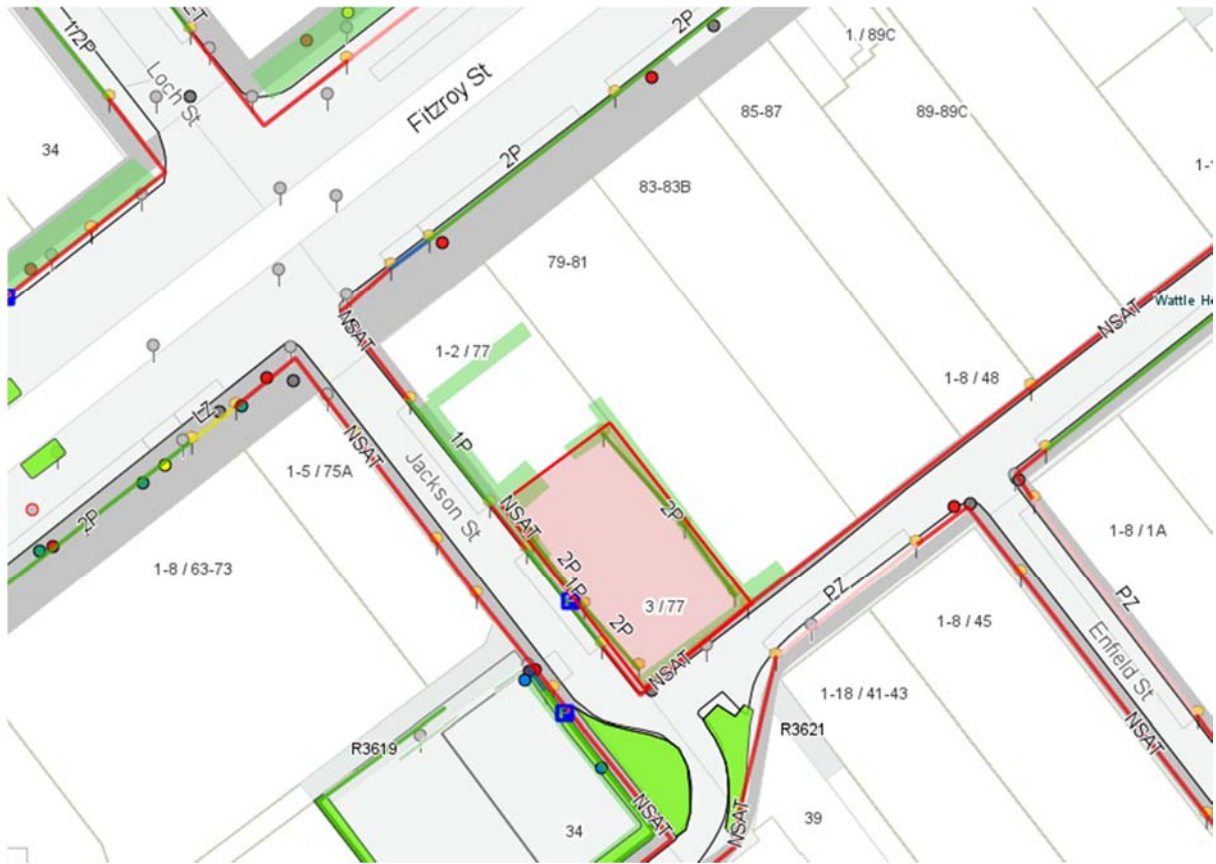 1/2P
ET
2P
1 / 89C
Loch St
Fitzroy St
85-87
89-89C
34
2P
83-83B
79-81
Wattle
NSAT
NSAT
1-2 / 77
1-8 / 48
LZ
NSAT
1P
1-5 / 75A
Jackson St
2P
NSAT
2P
1-8 / 1A
2P
1-8 / 63-73
1P
3 / 77
PZ
PZ
2P
1-8 / 45
Enfield St
NSAT
1-18 / 41-43
P
R3619
R3621
NSAT
NSAT
NSAT
34
39